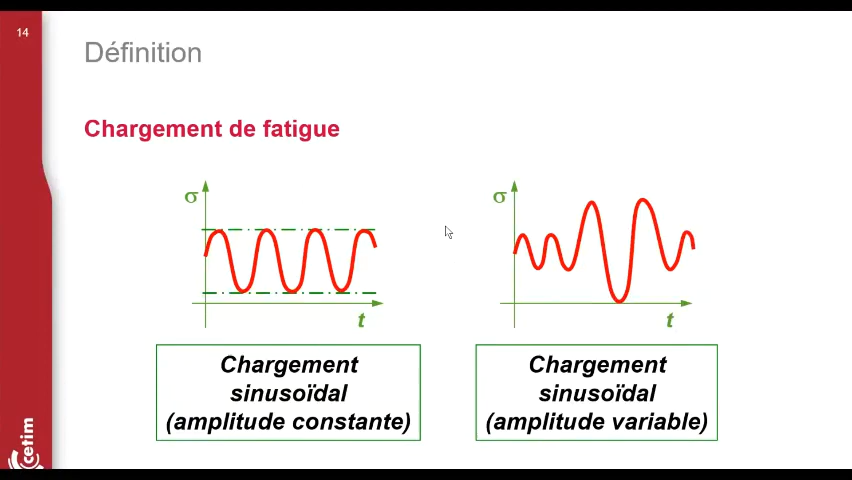 14
Définition
Chargement de fatigue
σ
t
Chargement
sinusoïdal
(amplitude constante)
σ
t
Chargement
sinusoïdal
(amplitude variable)
cetim